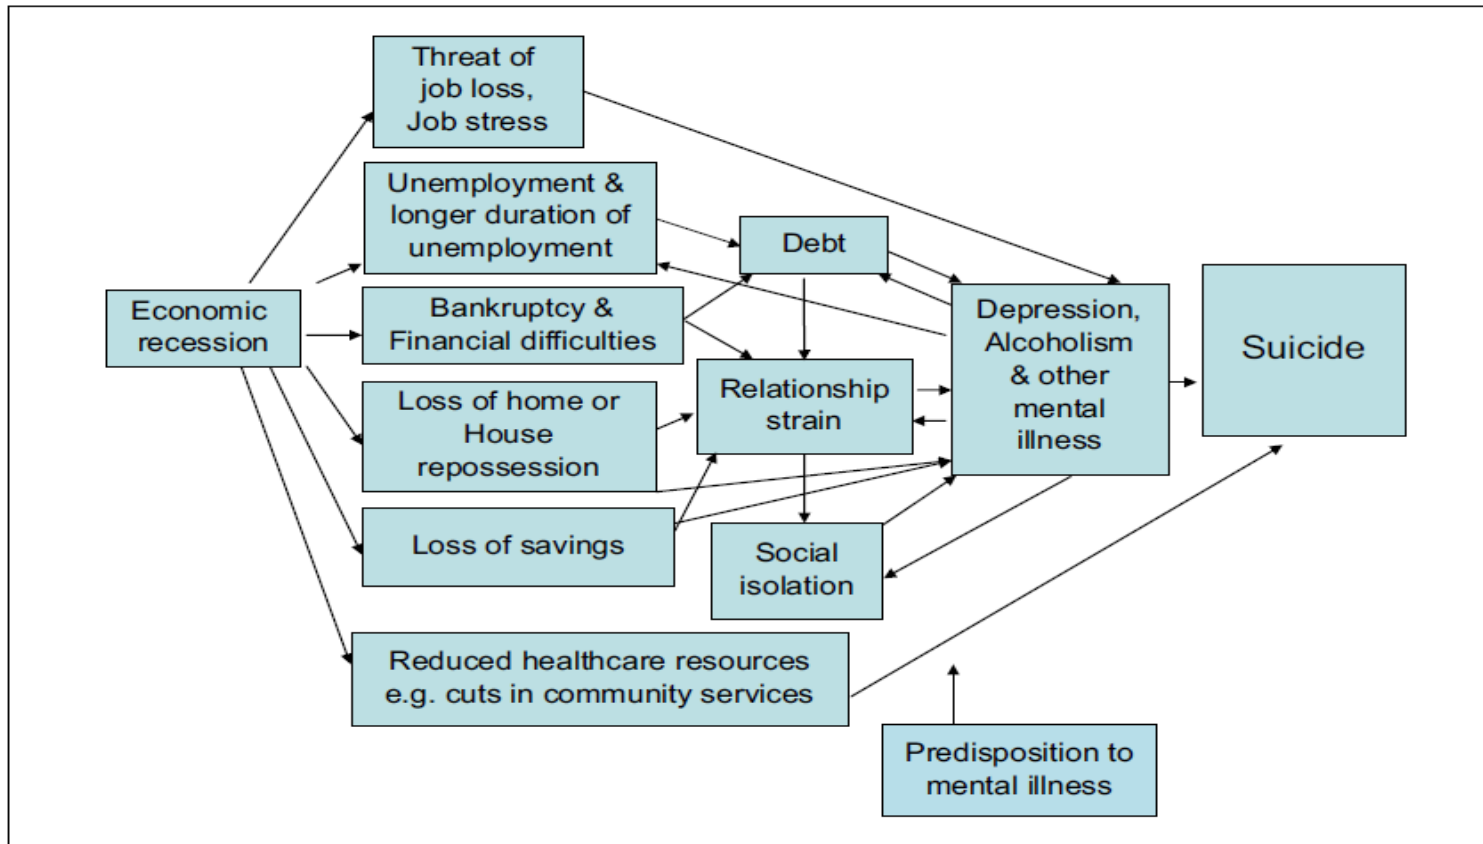 Threat of
job loss,
Job stress
Unemployment &
longer duration of
unemployment
Debt
Economic
recession
Bankruptcy &
Financial difficulties
Depression,
Alcoholism
& other
mental
illness
Suicide
Relationship
strain
Loss of home or
House
repossession
Loss of savings
Social
isolation
Reduced healthcare resources
e.g. cuts in community services
Predisposition to
mental illness